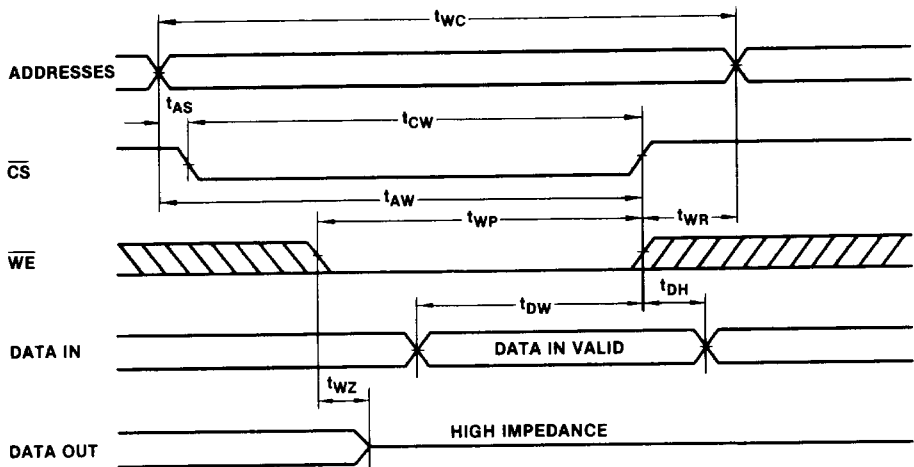 tWC
ADDRESSES
tAS
tCW
CS
tAW
tWP
tWR
WE
tDH
tDW
DATA IN
DATA IN VALID
tWZ
HIGH IMPEDANCE
DATA OUT